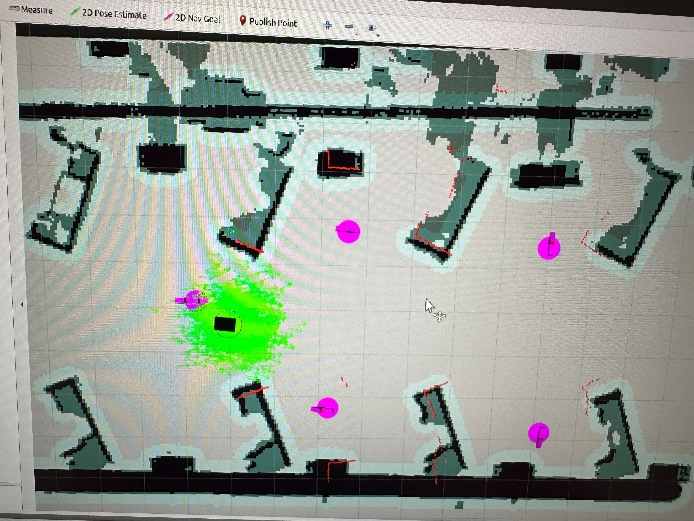 Measure
2D Pose Estimate
2D Nav Goal
Publish Point